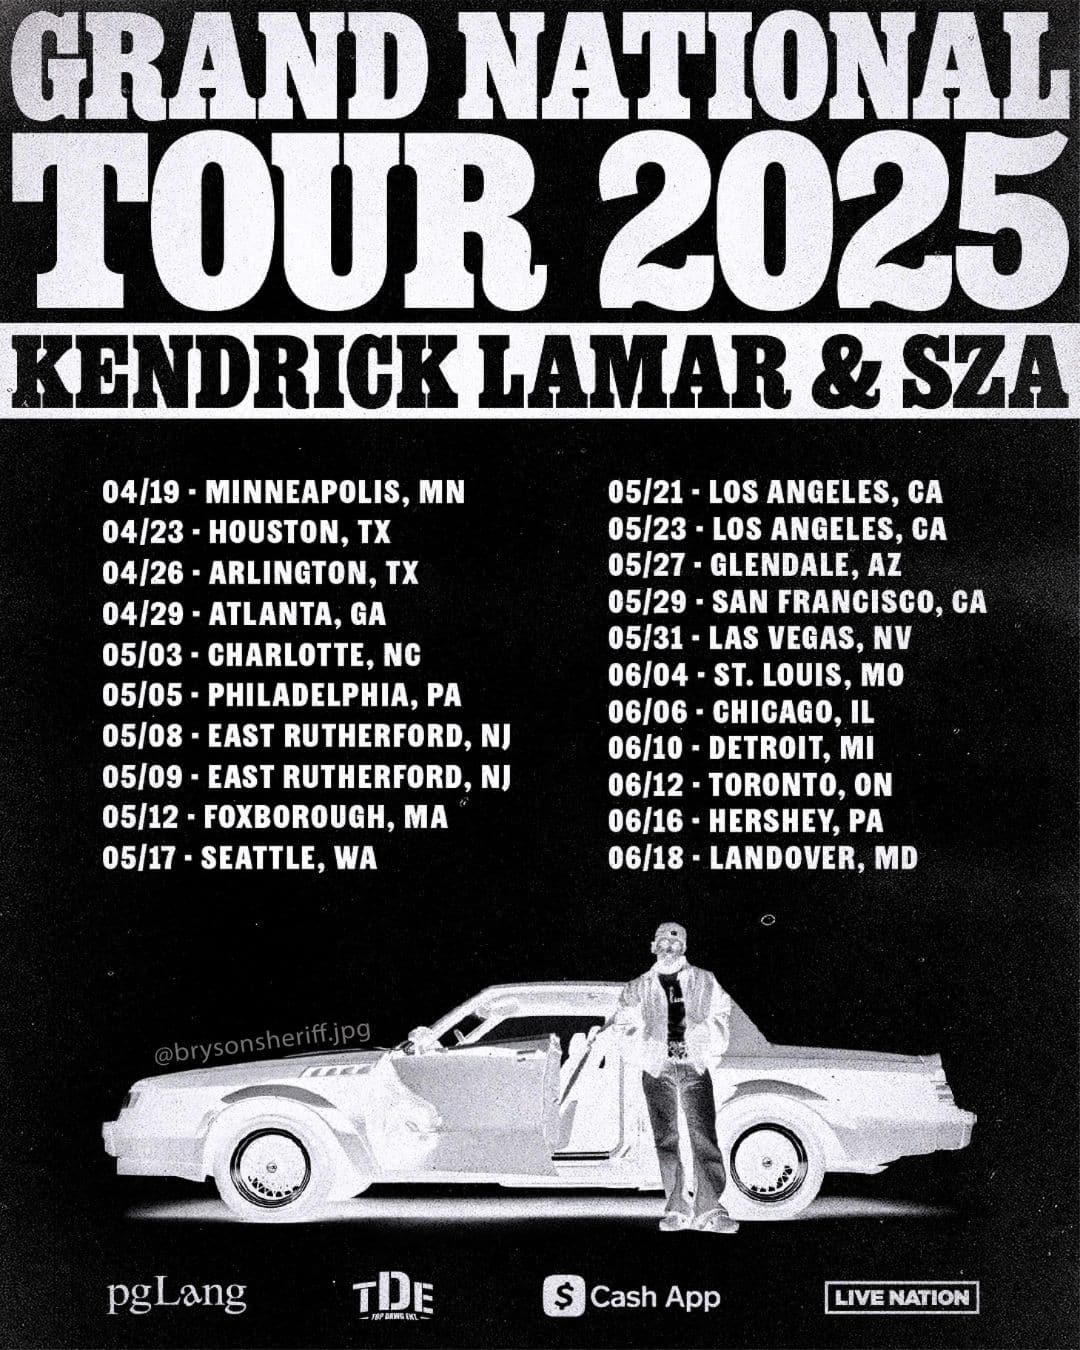 GRAND NATIONAL
TOUR 2025
KENDRICK LAMAR & SZA
04/19 · MINNEAPOLIS, MN
04/23 · HOUSTON, TX
04/26 · ARLINGTON, TX
04/29 · ATLANTA, GA
05/03 · CHARLOTTE, NC
05/05 · PHILADELPHIA, PA
05/08 · EAST RUTHERFORD, NJ
05/09 · EAST RUTHERFORD, NJ
05/12 · FOXBOROUGH, MA
05/17 · SEATTLE, WA
05/21 · LOS ANGELES, CA
05/23 · LOS ANGELES, CA
05/27 · GLENDALE, AZ
05/29 · SAN FRANCISCO, CA
05/31 · LAS VEGAS, NV
06/04 · ST. LOUIS, MO
06/06 · CHICAGO, IL
06/10 · DETROIT, MI
06/12 · TORONTO, ON
06/16 · HERSHEY, PA
06/18 · LANDOVER, MD
@brysonsheriff.jpg
pgLang
TDE
TOP DAWG ENT.
$ Cash App
LIVE NATION